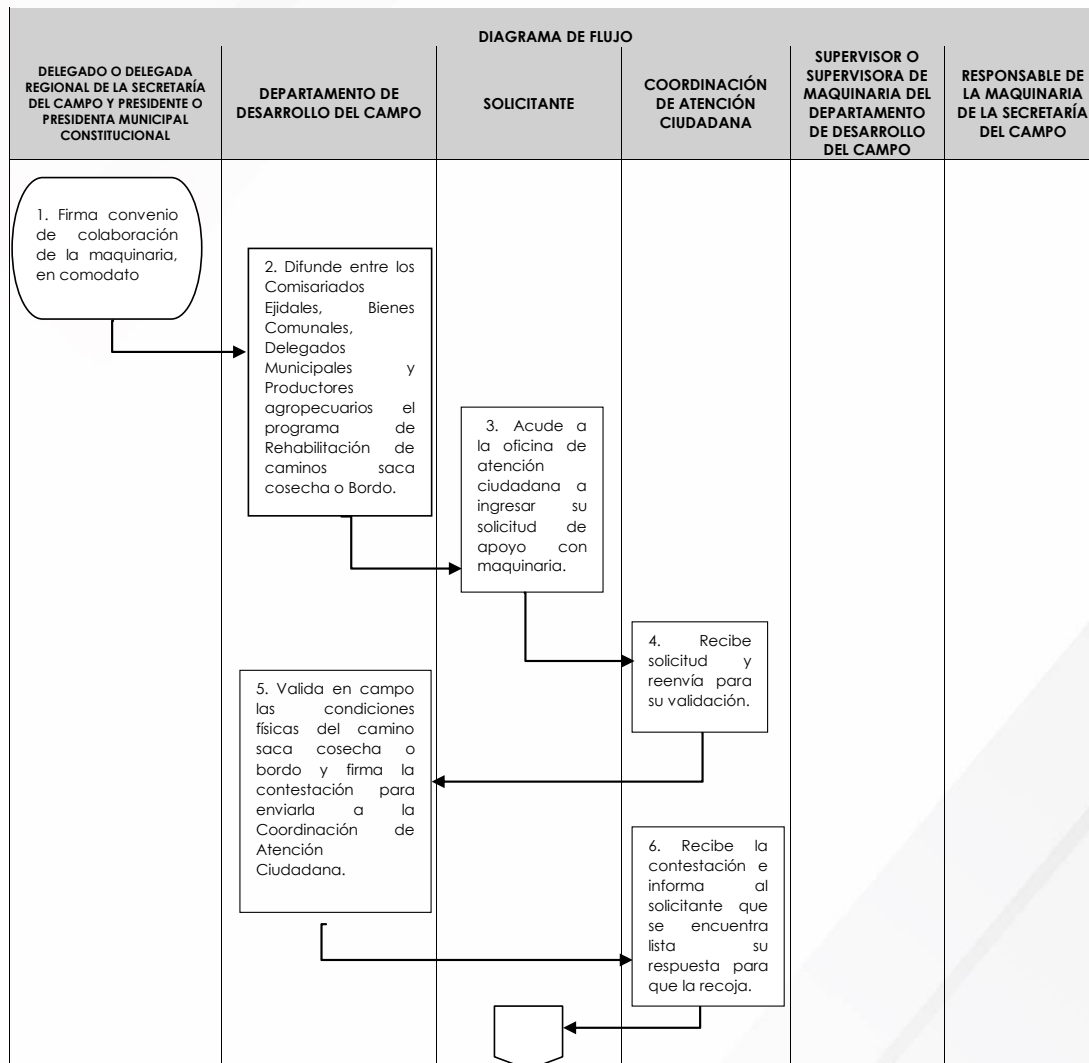 DIAGRAMA DE FLUJO
DELEGADO O DELEGADA
REGIONAL DE LA SECRETARÍA
DEL CAMPO Y PRESIDENTE O
PRESIDENTA MUNICIPAL
CONSTITUCIONAL
DEPARTAMENTO DE
DESARROLLO DEL CAMPO
SOLICITANTE
COORDINACIÓN
DE ATENCIÓN
CIUDADANA
SUPERVISOR O
SUPERVISORA DE
MAQUINARIA DEL
DEPARTAMENTO
DE DESARROLLO
DEL CAMPO
RESPONSABLE DE
LA MAQUINARIA
DE LA SECRETARÍA
DEL CAMPO
1. Firma convenio
de colaboración
de la maquinaria,
en comodato
2. Difunde entre los
Comisariados
Ejidales, Bienes
Comunales,
Delegados
Municipales y
Productores
agropecuarios el
programa de
Rehabilitación de
caminos saca
cosecha o Bordo.
3. Acude a
la oficina de
atención
ciudadana a
ingresar su
solicitud de
apoyo con
maquinaria.
4. Recibe
solicitud y
reenvía para
su validación.
5. Valida en campo
las condiciones
físicas del camino
saca cosecha o
bordo y firma la
contestación para
enviarla a la
Coordinación de
Atención
Ciudadana.
6. Recibe la
contestación e
informa al
solicitante que
se encuentra
lista su
respuesta para
que la recoja.